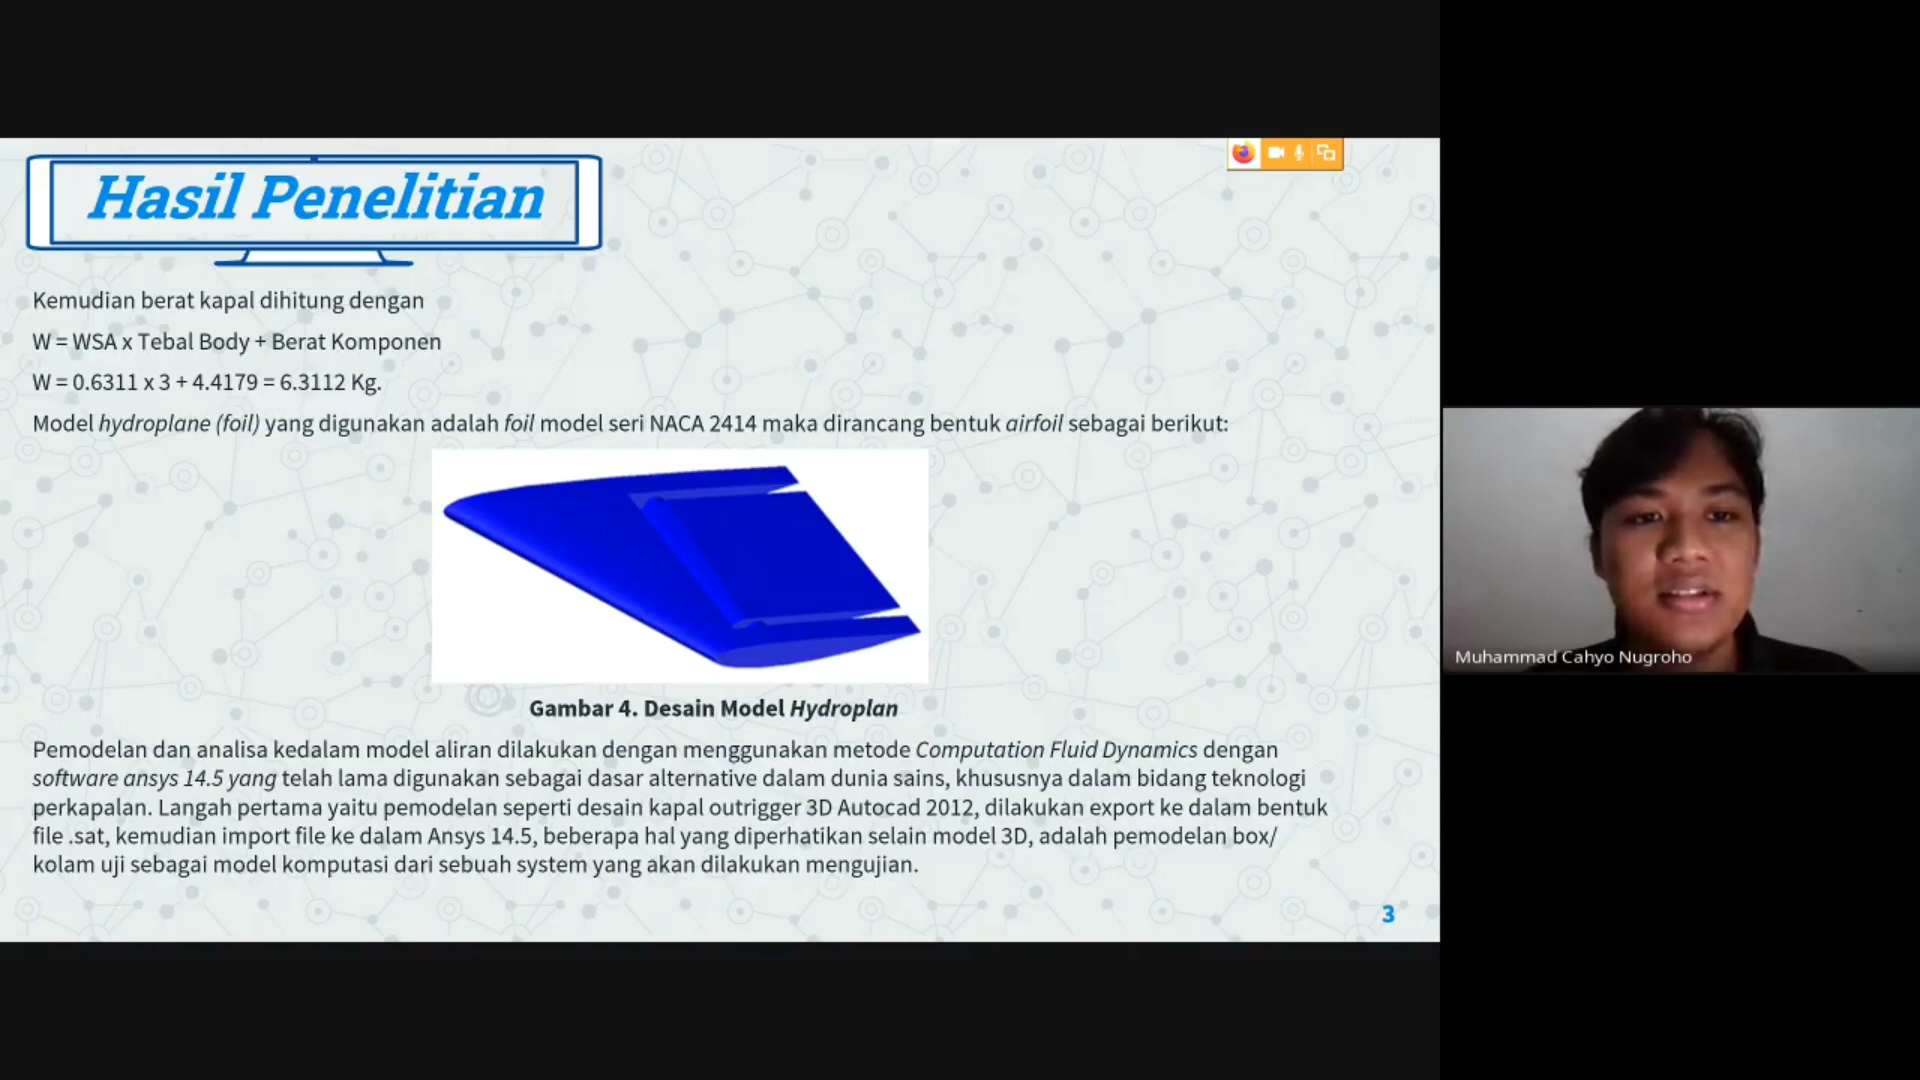 Hasil Penelitian
Kemudian berat kapal dihitung dengan
W = WSA x Tebal Body + Berat Komponen
W = 0.6311 x 3 + 4.4179 = 6.3112 Kg.
Model hydroplane (foil) yang digunakan adalah foil model seri NACA 2414 maka dirancang bentuk airfoil sebagai berikut:
Gambar 4. Desain Model Hydroplan
Pemodelan dan analisa kedalam model aliran dilakukan dengan menggunakan metode Computation Fluid Dynamics dengan
software ansys 14.5 yang telah lama digunakan sebagai dasar alternative dalam dunia sains, khususnya dalam bidang teknologi
perkapalan. Langah pertama yaitu pemodelan seperti desain kapal outrigger 3D Autocad 2012, dilakukan export ke dalam bentuk
file .sat, kemudian import file ke dalam Ansys 14.5, beberapa hal yang diperhatikan selain model 3D, adalah pemodelan box/
kolam uji sebagai model komputasi dari sebuah system yang akan dilakukan mengujian.
3
Muhammad Cahyo Nugroho